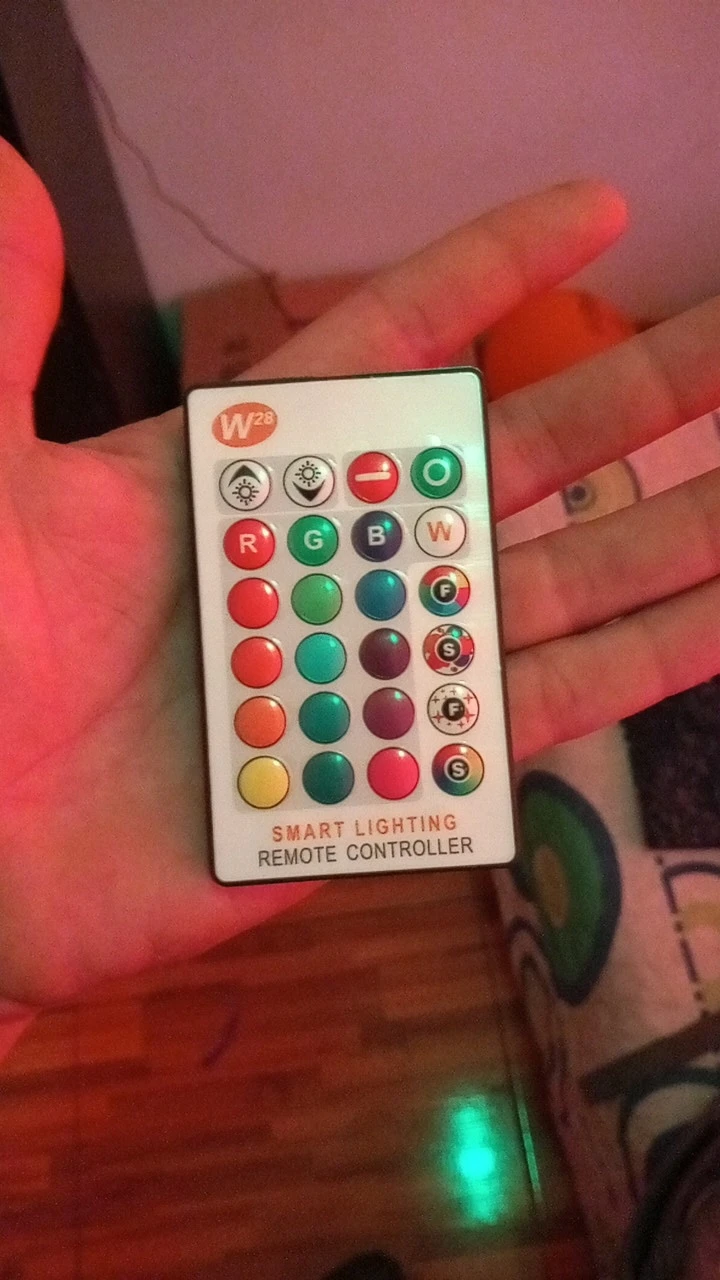 W28
R G B W
F
S
F
S
SMART LIGHTING
REMOTE CONTROLLER